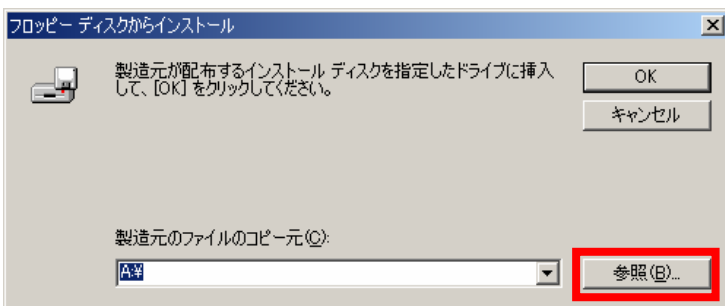 フロッピー ディスクからインストール
製造元が配布するインストール ディスクを指定したドライブに挿入
して、[OK] をクリックしてください。
OK
キャンセル
製造元のファイルのコピー元(C):
A:¥
参照(B)...